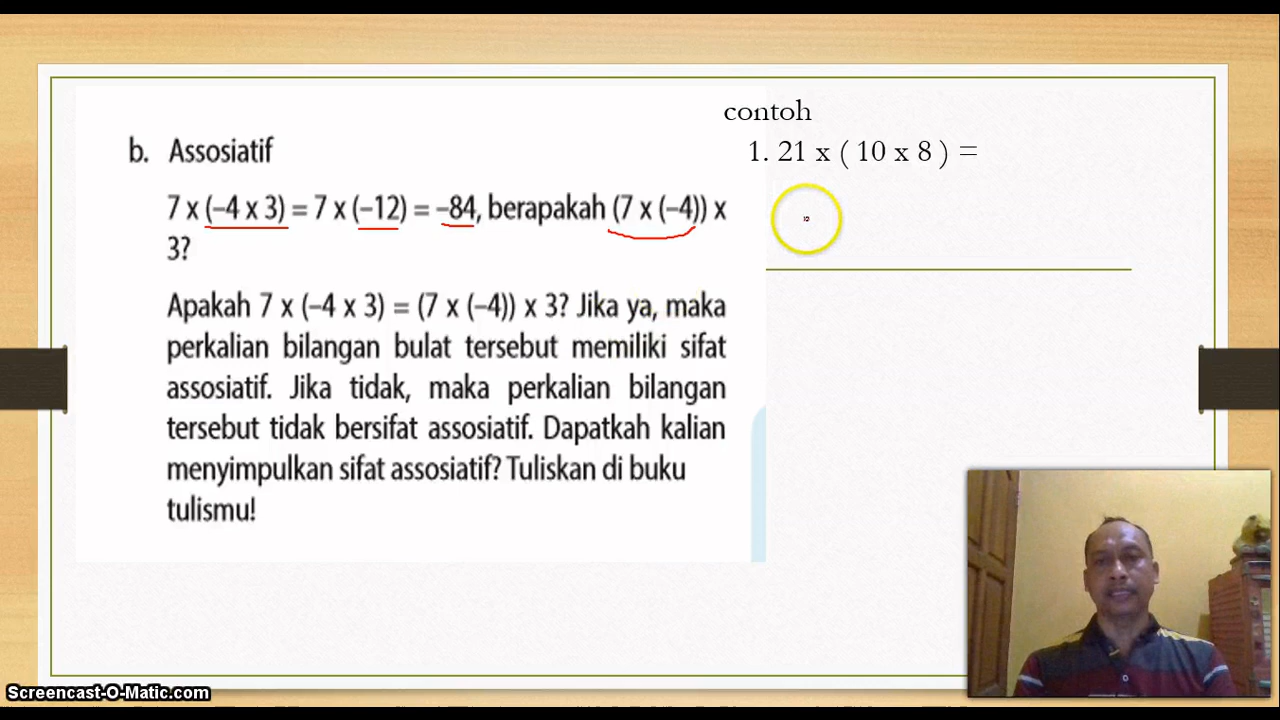 b. Assosiatif
7 x (–4 x 3) = 7 x (–12) = –84, berapakah (7 x (–4)) x
3?
Apakah 7 x (–4 x 3) = (7 x (–4)) x 3? Jika ya, maka
perkalian bilangan bulat tersebut memiliki sifat
assosiatif. Jika tidak, maka perkalian bilangan
tersebut tidak bersifat assosiatif. Dapatkah kalian
menyimpulkan sifat assosiatif? Tuliskan di buku
tulismu!
contoh
1. 21 x ( 10 x 8 ) =
Screencast-O-Matic.com